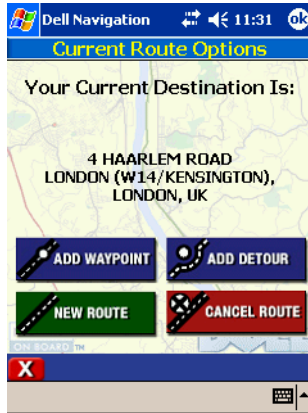 Dell Navigation 11:31 ok
Current Route Options
Your Current Destination Is:
4 HAARLEM ROAD
LONDON (W14/KENSINGTON),
LONDON, UK
ADD WAYPOINT ADD DETOUR
NEW ROUTE CANCEL ROUTE
ON BOARD TM
X